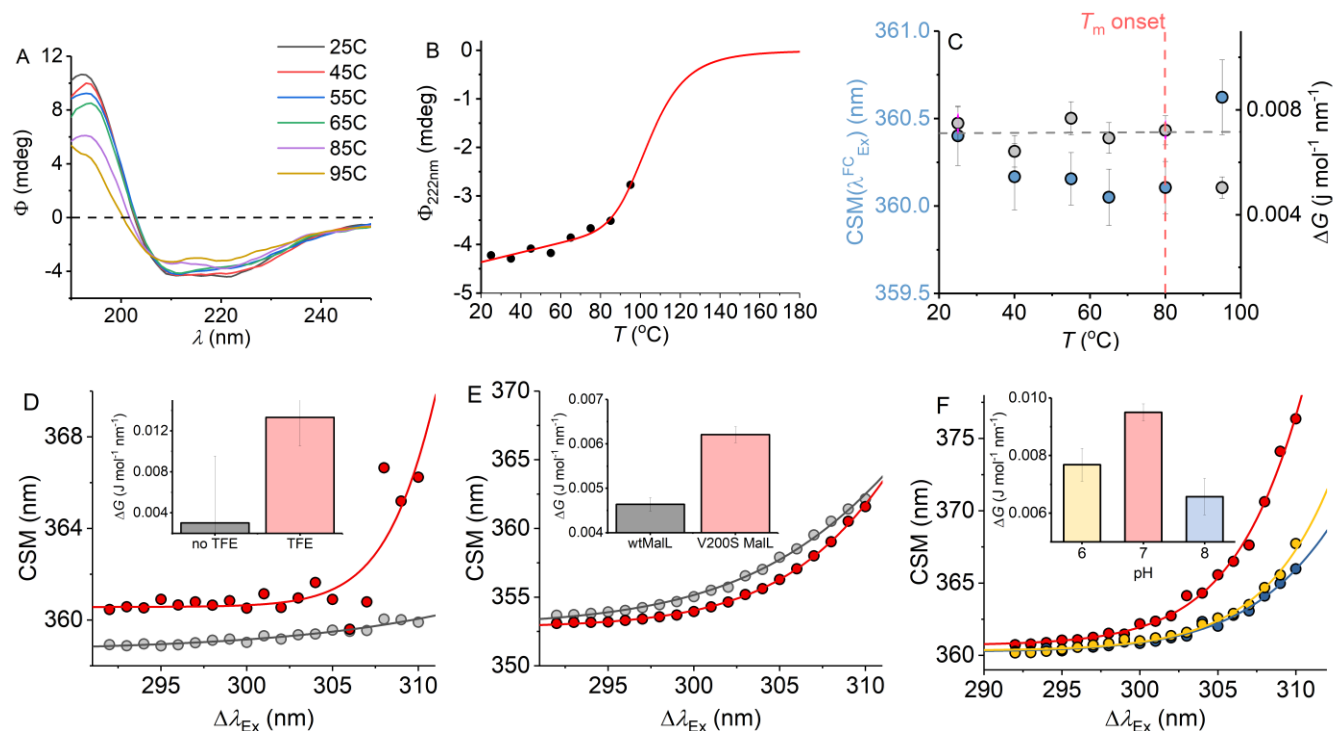 A
25C
45C
55C
65C
85C
95C
12
8
4
0
-4
Φ (mdeg)
200
220
240
λ (nm)
B
0
-1
-2
-3
-4
-5
Φ222nm (mdeg)
20 40 60 80 100 120 140 160 180
T (°C)
Tm onset
C
361.0
360.5
360.0
359.5
CSM(λFCEx) (nm)
0.008
0.004
ΔG (j mol-1 nm-1)
20 40 60 80 100
T (°C)
D
368
364
360
CSM (nm)
0.012
0.008
0.004
ΔG (J mol-1 nm-1)
no TFE
TFE
295 300 305 310
ΔλEx (nm)
E
370
365
360
355
350
CSM (nm)
0.007
0.006
0.005
0.004
ΔG (J mol-1 nm-1)
wtMalL
V200S MalL
295 300 305 310
ΔλEx (nm)
F
375
370
365
360
CSM (nm)
0.010
0.008
0.006
ΔG (J mol-1 nm-1)
6 7 8
pH
290 295 300 305 310
ΔλEx (nm)